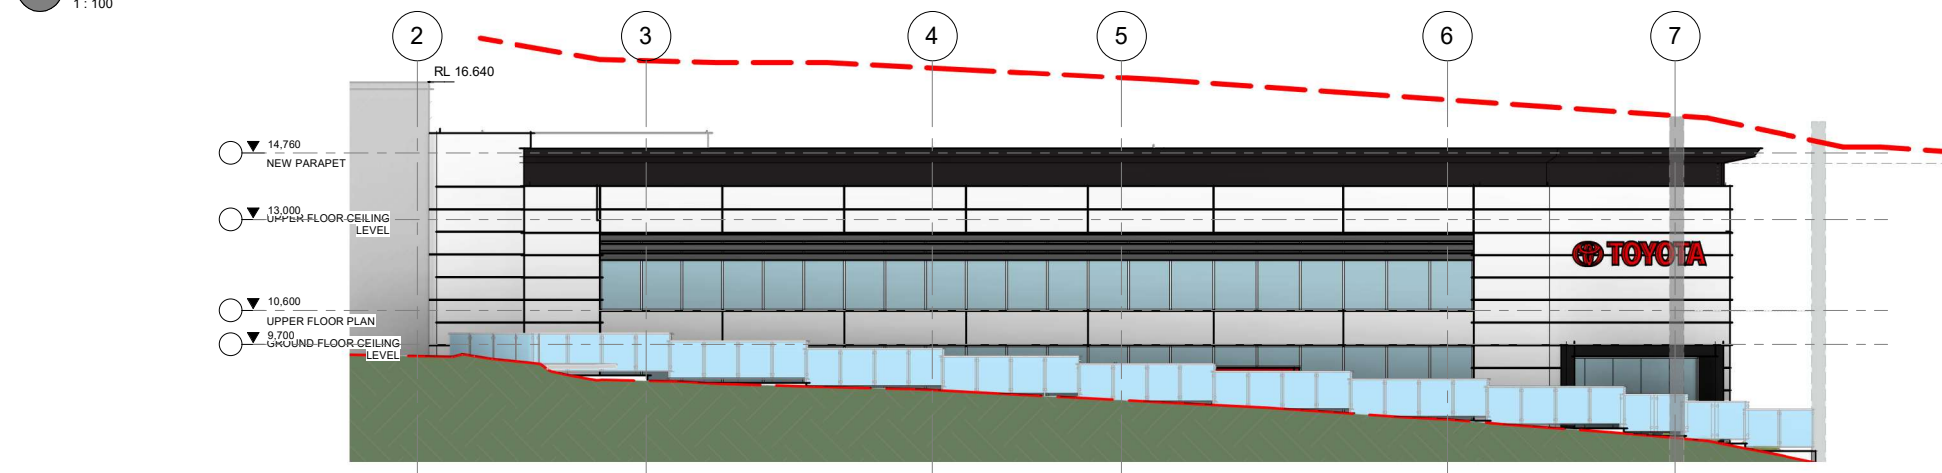 1 : 100
2
3
4
5
6
7
RL 16.640
14,760
NEW PARAPET
13,000
UPPER FLOOR CEILING
LEVEL
TOYOTA
10,600
UPPER FLOOR PLAN
9,700
GROUND FLOOR CEILING
LEVEL